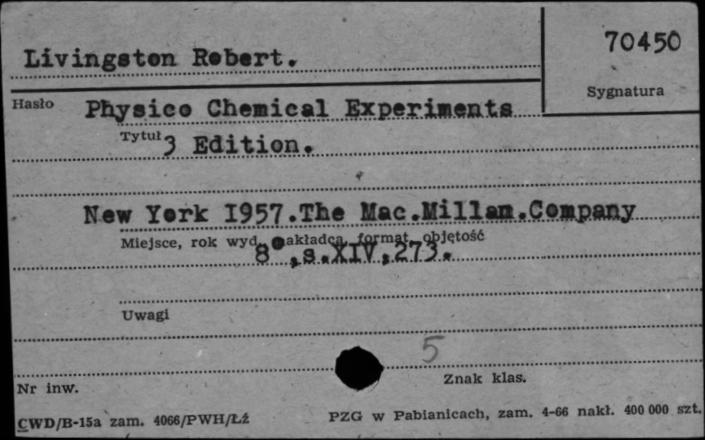 70450
Livingston Robert.
Sygnatura
Hasło Physico Chemical Experiments
Tytuł 3 Edition.
New York 1957.The Mac.Millan.Company
Miejsce, rok wyd., nakładca, format, objętość
8 ,s.XIV,273.
Uwagi
5
Nr inw. Znak klas.
CWD/B-15a zam. 4066/PWH/Łź PZG w Pabianicach, zam. 4-66 nakł. 400 000 szt.